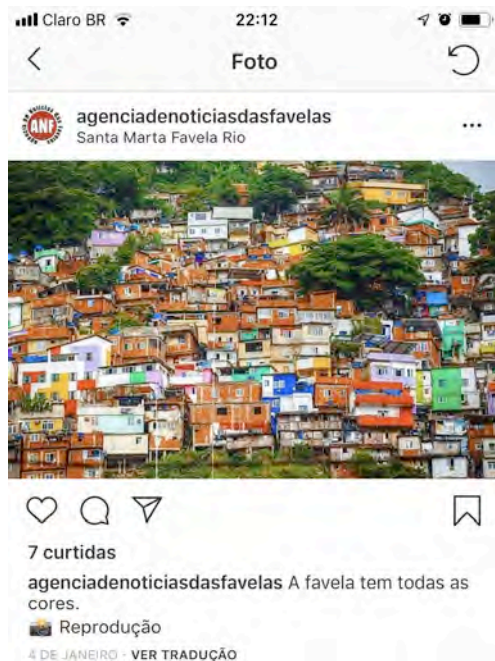 Claro BR 22:12
Foto
ANF
agenciadenoticiasdasfavelas
Santa Marta Favela Rio
7 curtidas
agenciadenoticiasdasfavelas A favela tem todas as
cores.
Reprodução
4 DE JANEIRO · VER TRADUÇÃO